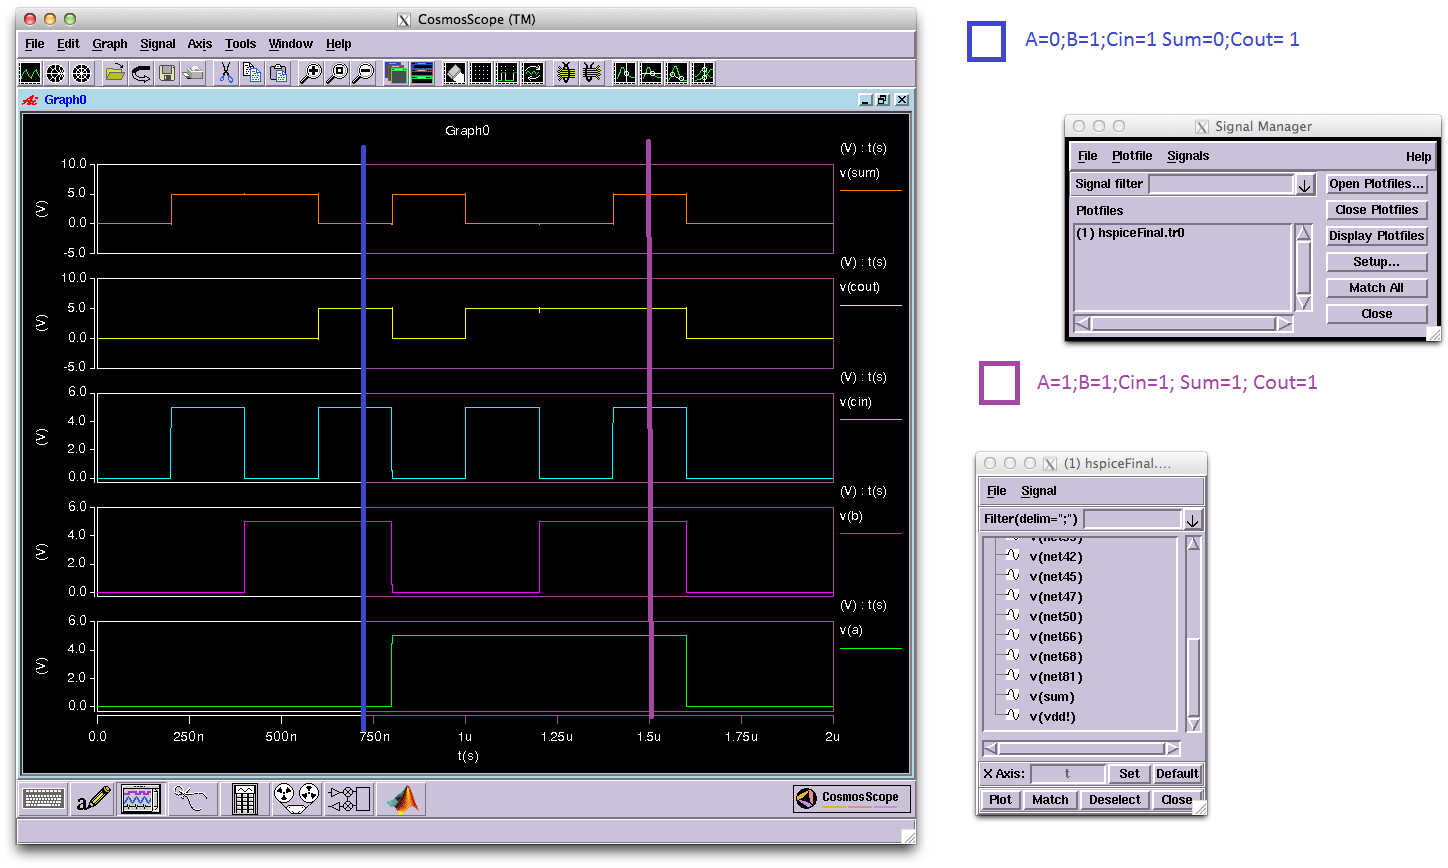 CosmosScope (TM)
File Edit Graph Signal Axis Tools Window Help
Graph0
Graph0
(V) : t(s)
v(sum)
10.0
5.0
0.0
-5.0
(V)
(V) : t(s)
v(cout)
10.0
5.0
0.0
-5.0
(V)
(V) : t(s)
v(cin)
6.0
4.0
2.0
0.0
(V)
(V) : t(s)
v(b)
6.0
4.0
2.0
0.0
(V)
(V) : t(s)
v(a)
6.0
4.0
2.0
0.0
(V)
0.0 250n 500n 750n 1u 1.25u 1.5u 1.75u 2u
t(s)
CosmosScope
A=0;B=1;Cin=1 Sum=0;Cout= 1
Signal Manager
File Plotfile Signals Help
Signal filter
Plotfiles
(1) hspiceFinal.tr0
Open Plotfiles...
Close Plotfiles
Display Plotfiles
Setup...
Match All
Close
A=1;B=1;Cin=1; Sum=1; Cout=1
(1) hspiceFinal....
File Signal
Filter(delim=";")
v(net42)
v(net45)
v(net47)
v(net50)
v(net66)
v(net68)
v(net81)
v(sum)
v(vdd!)
X Axis: t Set Default
Plot Match Deselect Close